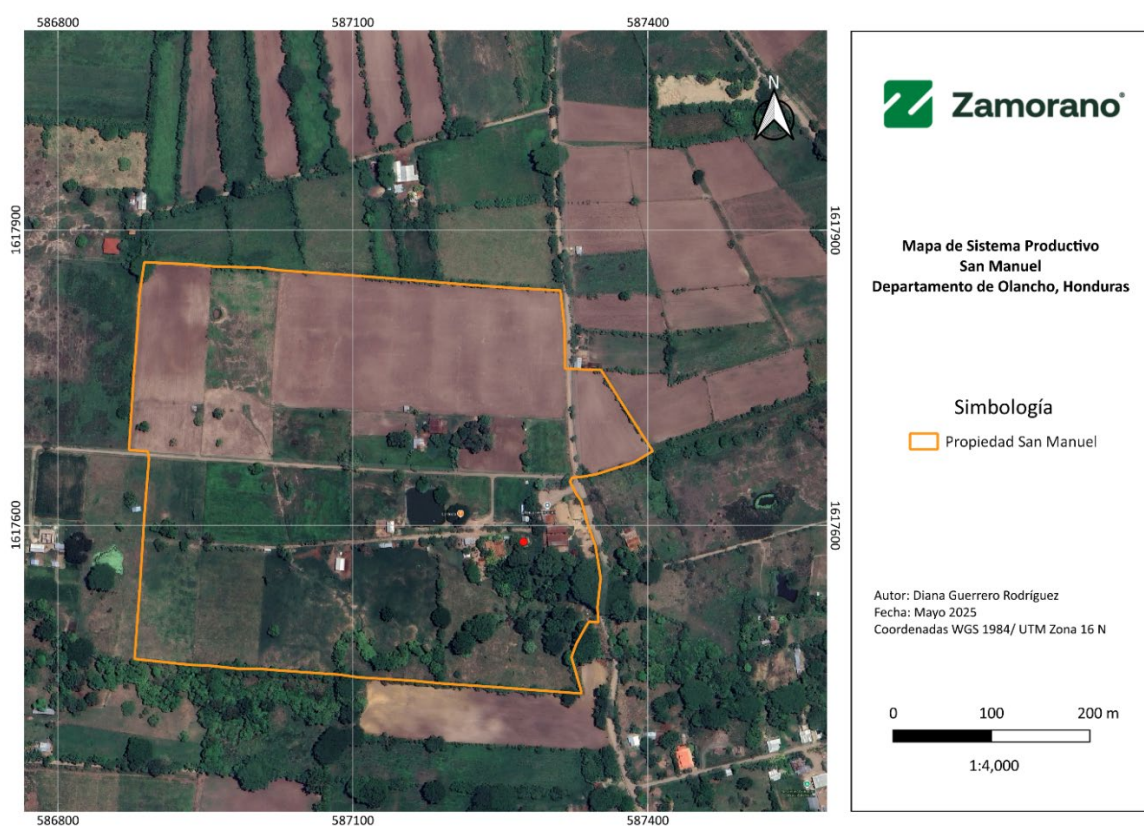 586800
587100
587400
1617900
1617900
1617600
1617600
586800
587100
587400
N
Zamorano®
Mapa de Sistema Productivo
San Manuel
Departamento de Olancho, Honduras
Simbología
Propiedad San Manuel
Autor: Diana Guerrero Rodríguez
Fecha: Mayo 2025
Coordenadas WGS 1984/ UTM Zona 16 N
0 100 200 m
1:4,000